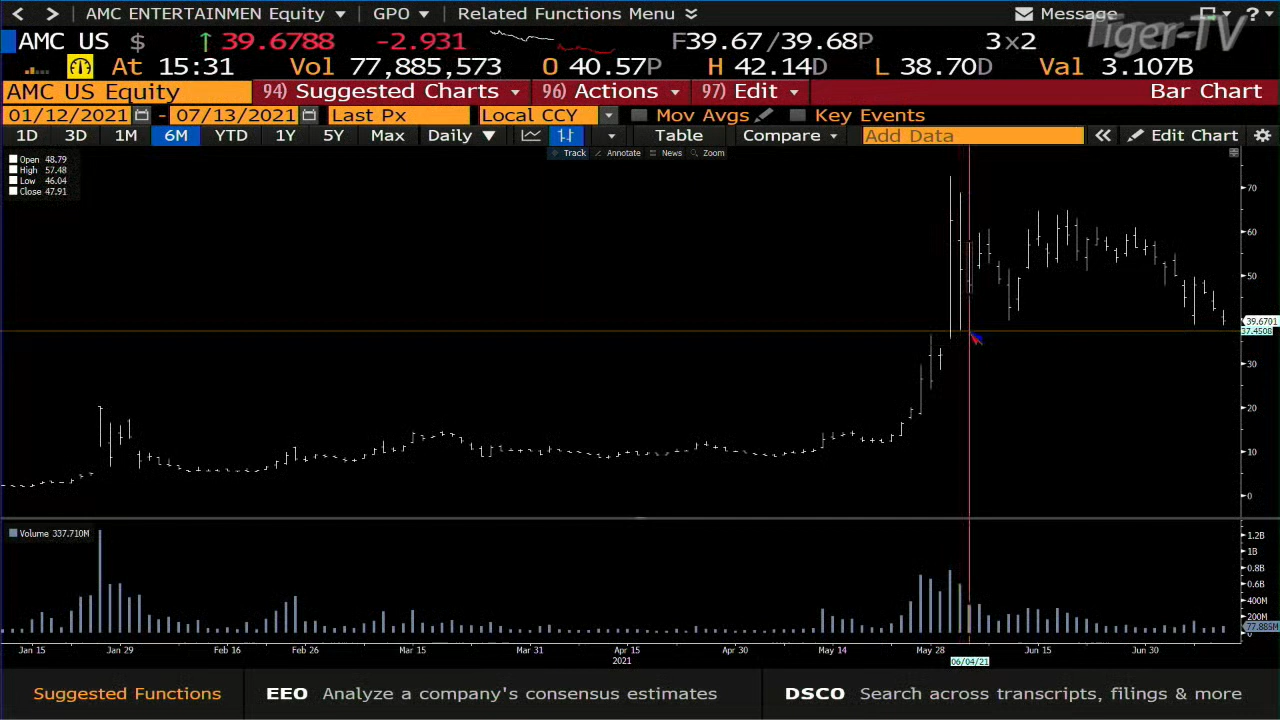 AMC ENTERTAINMEN Equity GPO Related Functions Menu Message ?
Tiger-TV
AMC US $ ↑ 39.6788 -2.931 F39.67/39.68P 3x2
At 15:31 Vol 77,885,573 O 40.57P H 42.14D L 38.70D Val 3.107B
AMC US Equity 94) Suggested Charts 96) Actions 97) Edit Bar Chart
01/12/2021 - 07/13/2021 Last Px Local CCY Mov Avgs Key Events
1D 3D 1M 6M YTD 1Y 5Y Max Daily ▼ Table Compare Add Data Edit Chart
Track Annotate News Zoom
Open 48.79
High 57.48
Low 46.04
Close 47.91
70
60
50
39.6701
37.4508
30
20
10
0
Volume 337.710M
1.2B
1B
0.8B
0.6B
400M
200M
77.885M
0
Jan 15 Jan 29 Feb 16 Feb 26 Mar 15 Mar 31 Apr 15 Apr 30 May 14 May 28 Jun 15 Jun 30
2021 06/04/21
Suggested Functions EEO Analyze a company's consensus estimates DSCO Search across transcripts, filings & more